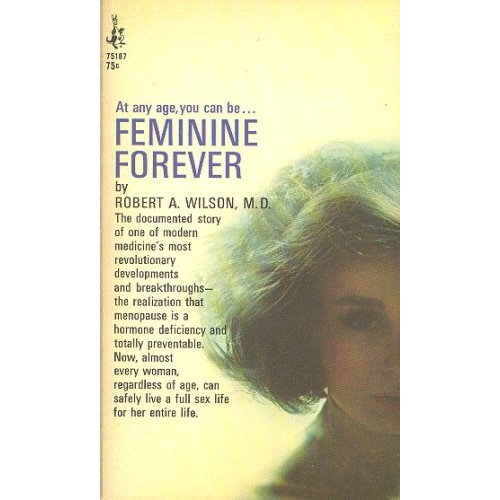 75187
75c
At any age, you can be...
FEMININE
FOREVER
by
ROBERT A. WILSON, M.D.
The documented story
of one of modern
medicine's most
revolutionary
developments
and breakthroughs—
the realization that
menopause is a
hormone deficiency and
totally preventable.
Now, almost
every woman,
regardless of age, can
safely live a full sex life
for her entire life.